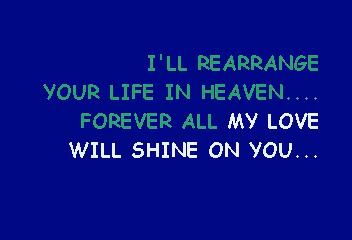 I'LL REARRANGE
YOUR LIFE IN HEAVEN....
FOREVER ALL MY LOVE
WILL SHINE ON YOU...